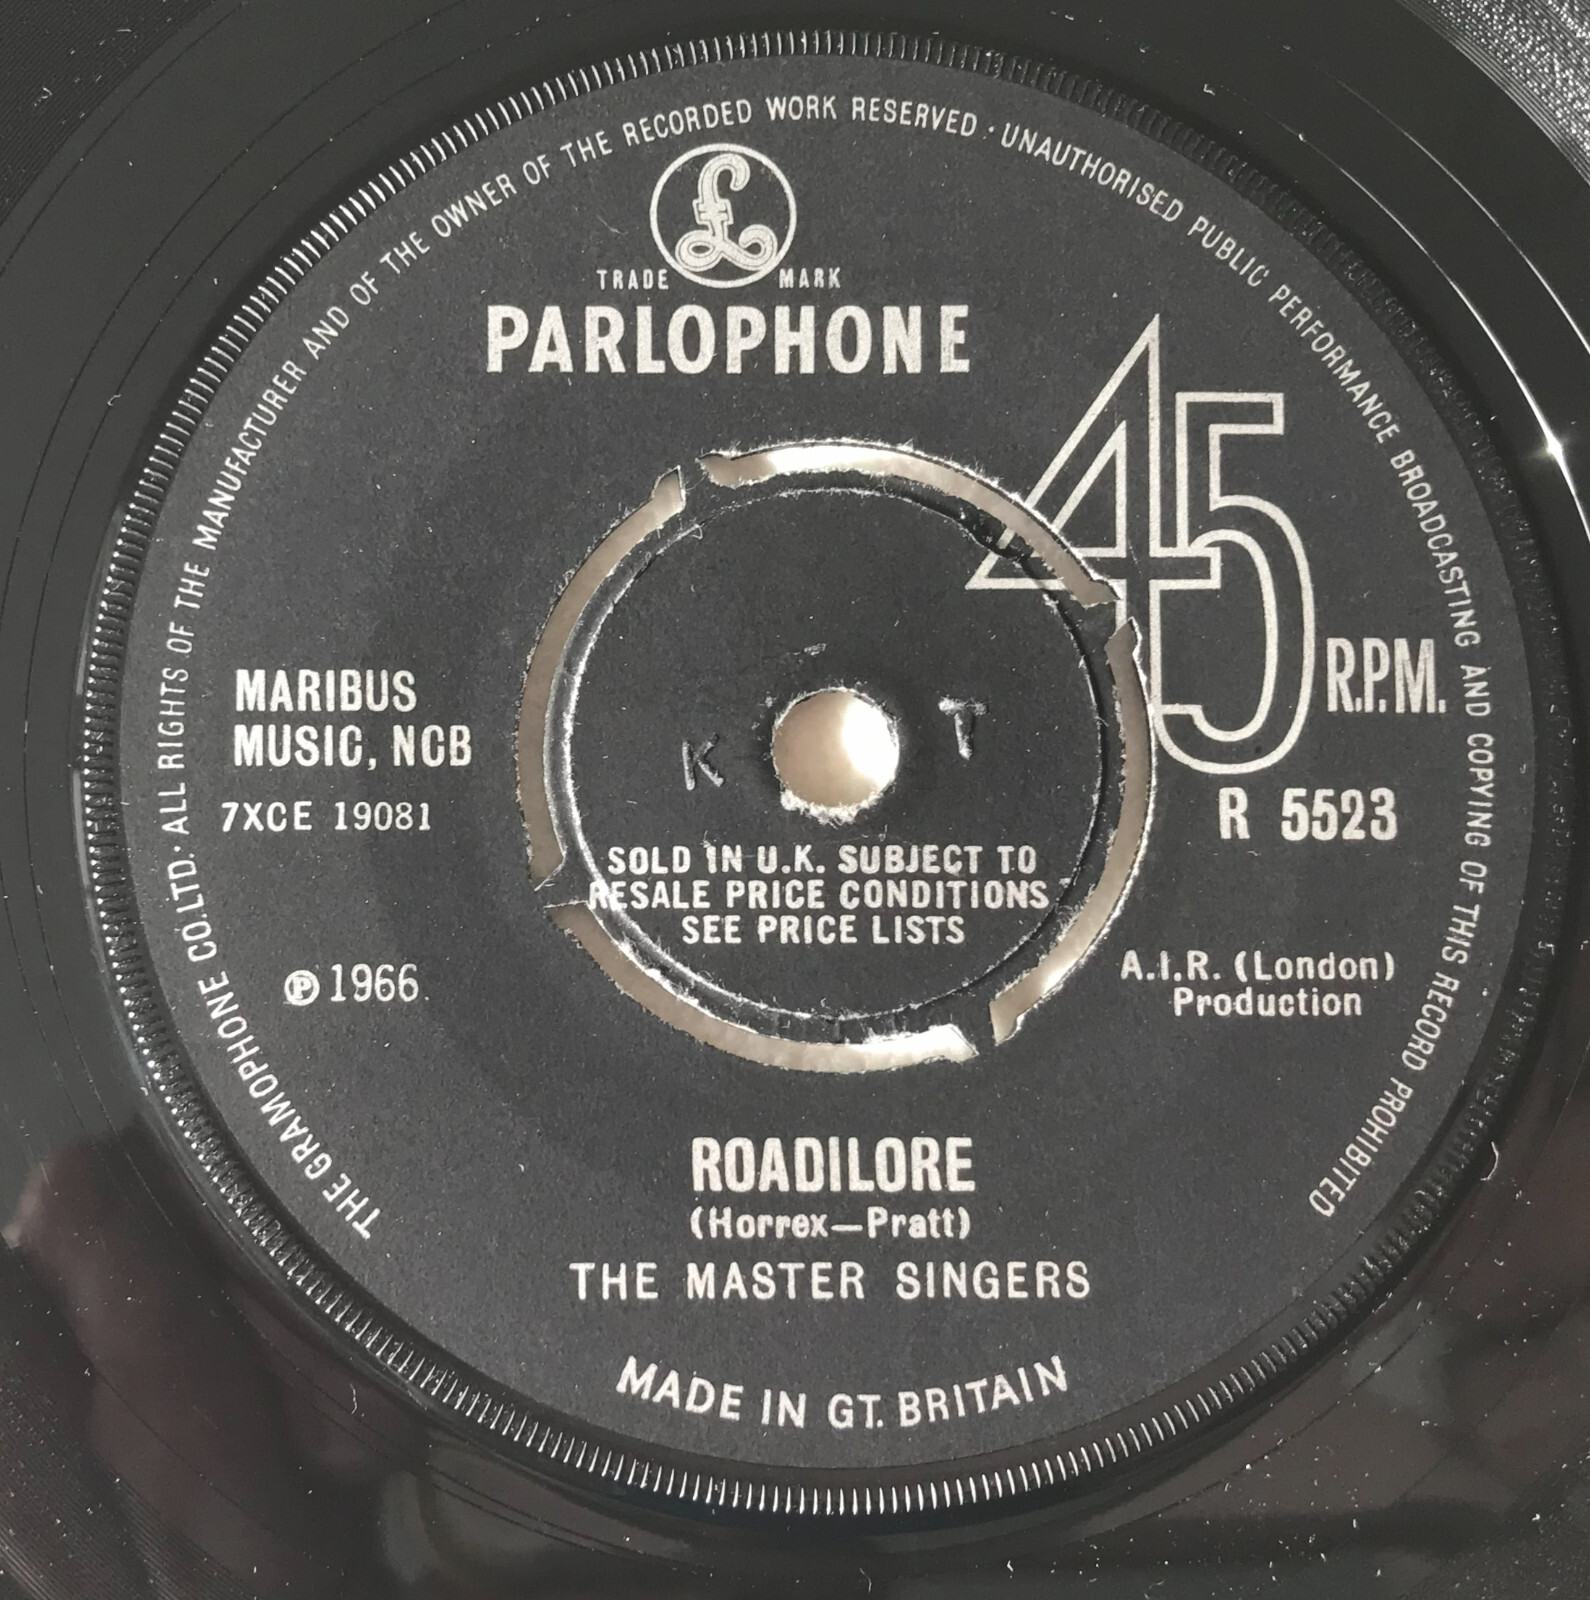 THE GRAMOPHONE CO. LTD. · ALL RIGHTS OF THE MANUFACTURER AND OF THE OWNER OF THE RECORDED WORK RESERVED · UNAUTHORISED PUBLIC PERFORMANCE BROADCASTING AND COPYING OF THIS RECORD PROHIBITED
£
TRADE MARK
PARLOPHONE
45 R.P.M.
MARIBUS
MUSIC, NCB
7XCE 19081
K T
R 5523
SOLD IN U.K. SUBJECT TO
RESALE PRICE CONDITIONS
SEE PRICE LISTS
℗ 1966.
A.I.R. (London)
Production
ROADILORE
(Horrex—Pratt)
THE MASTER SINGERS
MADE IN GT. BRITAIN